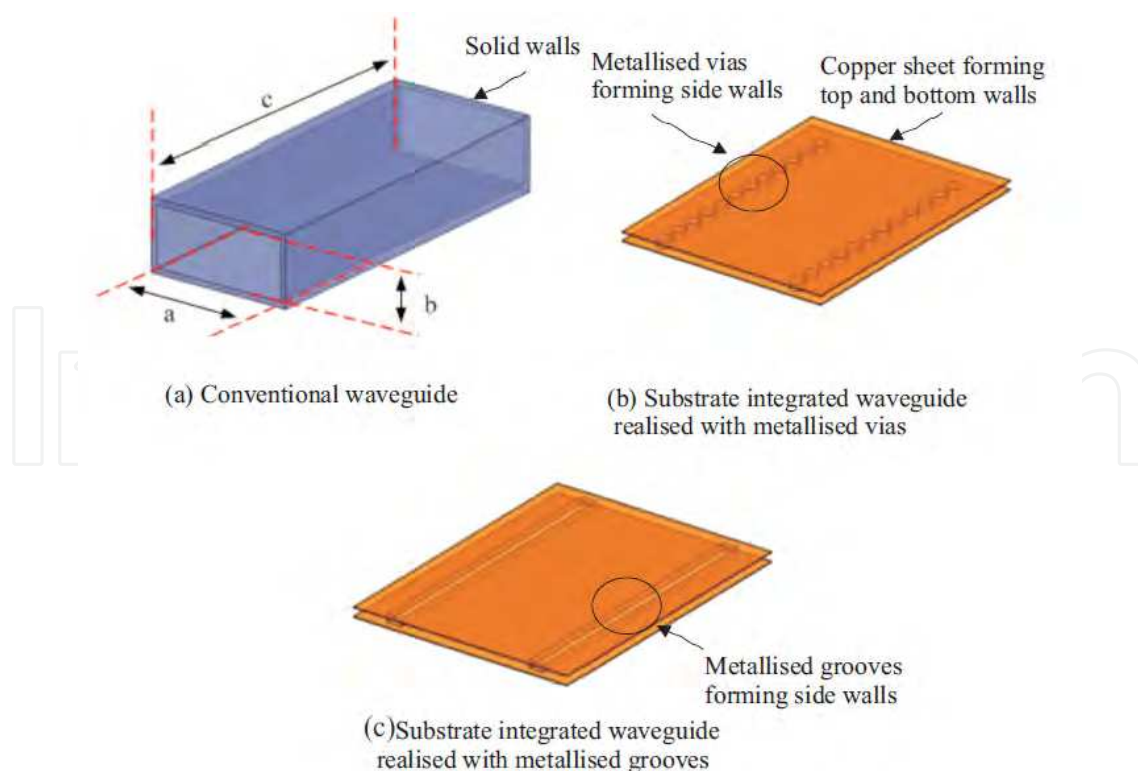 Solid walls
Metallised vias
forming side walls
Copper sheet forming
top and bottom walls
c
a
b
(a) Conventional waveguide
(b) Substrate integrated waveguide
realised with metallised vias
Metallised grooves
forming side walls
(c)Substrate integrated waveguide
realised with metallised grooves